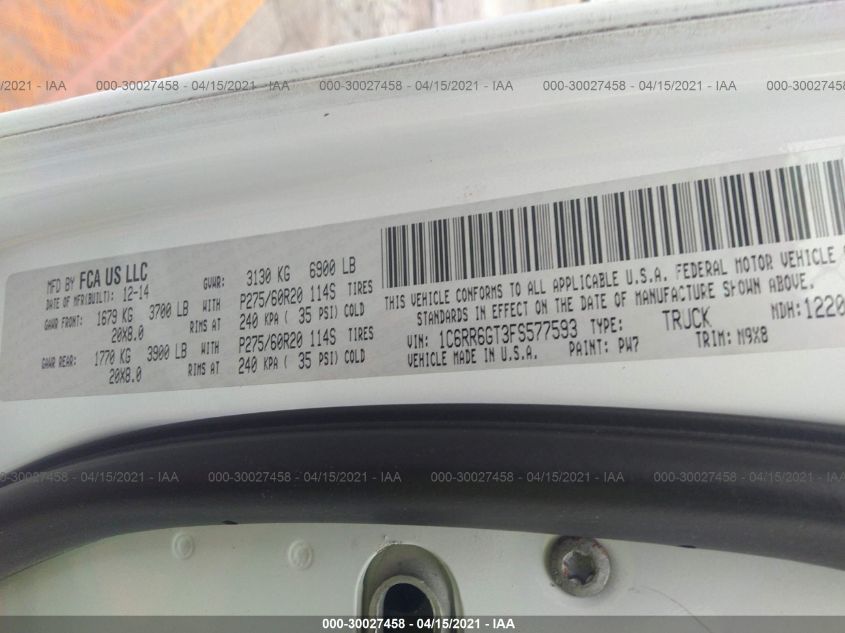 /2021 - IAA 000-30027458 - 04/15/2021 - IAA 000-30027458 - 04/15/2021 - IAA 000-30027458 - 04/15/2021
MFD BY FCA US LLC
DATE OF MFR(BUILT): 12-14
GVWR: 3130 KG 6900 LB
GAWR FRONT: 1679 KG 3700 LB WITH P275/60R20 114S TIRES
20X8.0 RIMS AT 240 KPA ( 35 PSI) COLD
GAWR REAR: 1770 KG 3900 LB WITH P275/60R20 114S TIRES
20X8.0 RIMS AT 240 KPA ( 35 PSI) COLD
THIS VEHICLE CONFORMS TO ALL APPLICABLE U.S.A. FEDERAL MOTOR VEHICLE
STANDARDS IN EFFECT ON THE DATE OF MANUFACTURE SHOWN ABOVE.
VIN: 1C6RR6GT3FS577593 TYPE: TRUCK MDH: 1220
VEHICLE MADE IN U.S.A. PAINT: PW7 TRIM: M9X8
04/15/2021 - IAA 000-30027458 - 04/15/2021 - IAA 000-30027458 - 04/15/2021 - IAA 000-30027458 - 04/15/2021 - IAA
000-30027458 - 04/15/2021 - IAA